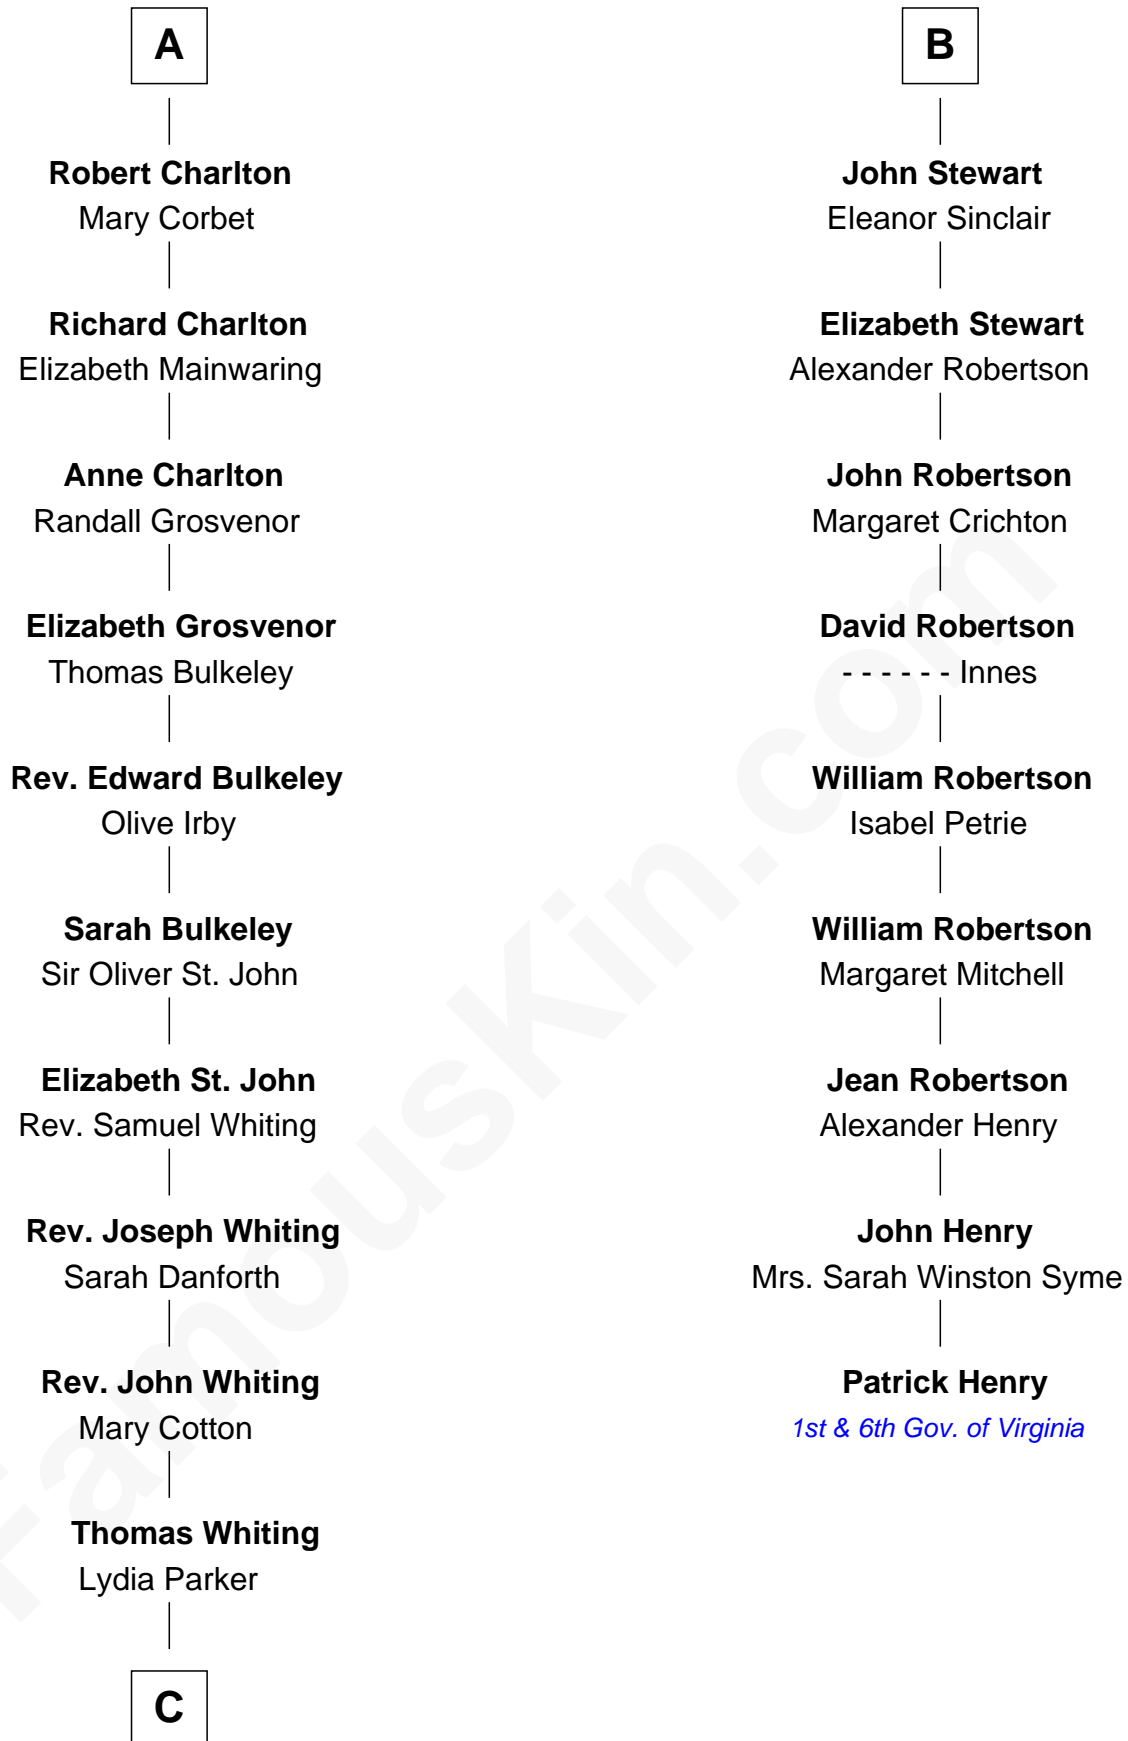 A
Robert Charlton
Mary Corbet
Richard Charlton
Elizabeth Mainwaring
Anne Charlton
Randall Grosvenor
Elizabeth Grosvenor
Thomas Bulkeley
Rev. Edward Bulkeley
Olive Irby
Sarah Bulkeley
Sir Oliver St. John
Elizabeth St. John
Rev. Samuel Whiting
Rev. Joseph Whiting
Sarah Danforth
Rev. John Whiting
Mary Cotton
Thomas Whiting
Lydia Parker
C
B
John Stewart
Eleanor Sinclair
Elizabeth Stewart
Alexander Robertson
John Robertson
Margaret Crichton
David Robertson
- - - - - - Innes
William Robertson
Isabel Petrie
William Robertson
Margaret Mitchell
Jean Robertson
Alexander Henry
John Henry
Mrs. Sarah Winston Syme
Patrick Henry
1st & 6th Gov. of Virginia
FamousKin.com